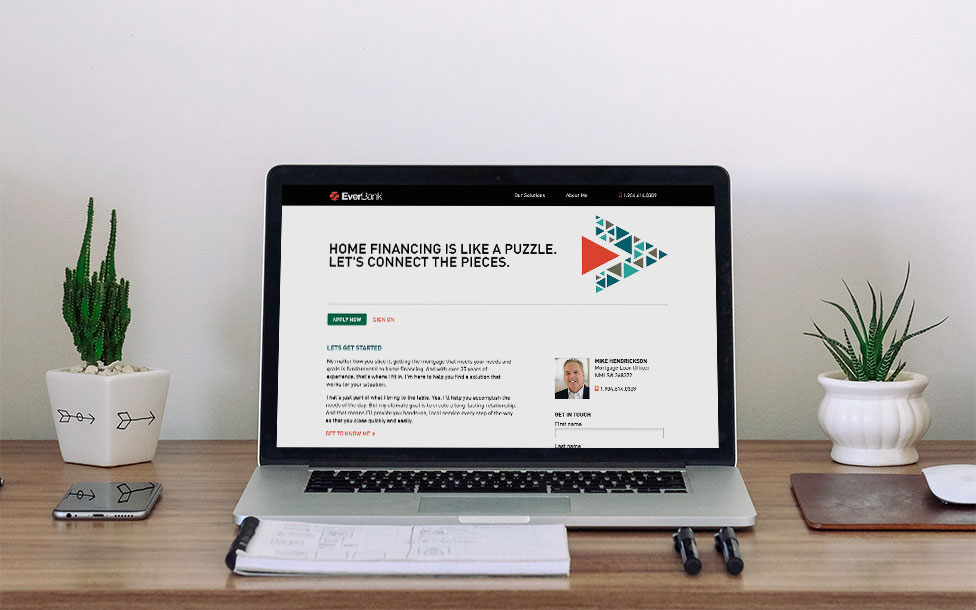 EverBank
Our Solutions
About Me
1.904.614.0309
HOME FINANCING IS LIKE A PUZZLE.
LET'S CONNECT THE PIECES.
APPLY NOW
SIGN ON
LETS GET STARTED
No matter how you slice it, getting the mortgage that meets your needs and
goals is fundamental to home financing. And with over 35 years of
experience, that's where I fit in. I'm here to help you find a solution that
works for your situation.
That's just part of what I bring to the table. Yes, I'll help you accomplish the
needs of the day. But my ultimate goal is to create a long-lasting relationship.
And that means I'll provide you hands-on, local service every step of the way
so that you close quickly and easily.
GET TO KNOW ME
MIKE HENDRICKSON
Mortgage Loan Officer
NMLS# 268372
1.904.614.0309
GET IN TOUCH
First name
Last name